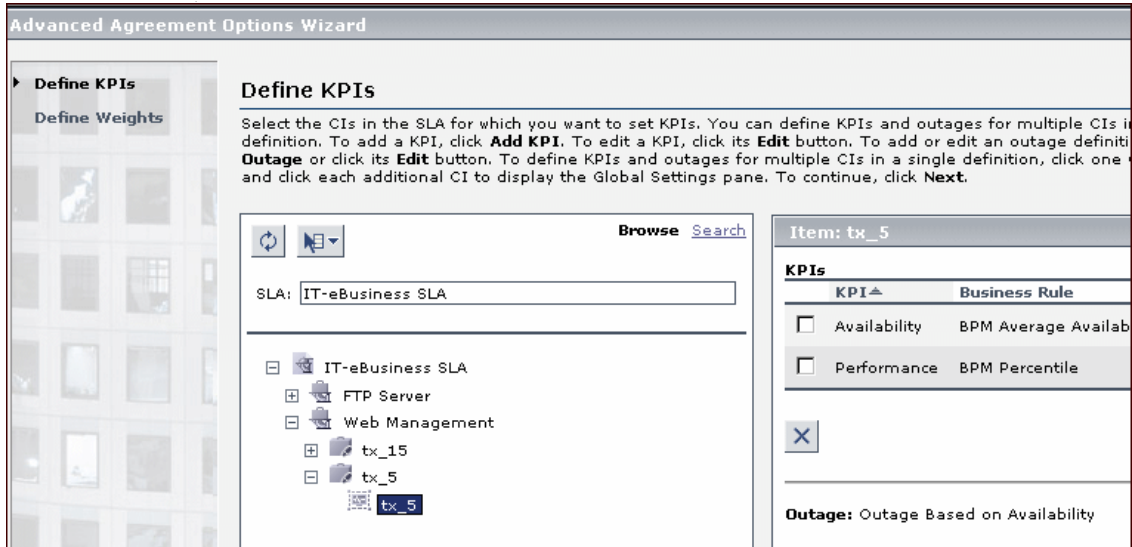 Advanced Agreement Options Wizard
Define KPIs
Define Weights
Define KPIs
Select the CIs in the SLA for which you want to set KPIs. You can define KPIs and outages for multiple CIs i
definition. To add a KPI, click Add KPI. To edit a KPI, click its Edit button. To add or edit an outage definiti
Outage or click its Edit button. To define KPIs and outages for multiple CIs in a single definition, click one
and click each additional CI to display the Global Settings pane. To continue, click Next.
Browse Search
SLA: IT-eBusiness SLA
IT-eBusiness SLA
FTP Server
Web Management
tx_15
tx_5
tx_5
Item: tx_5
KPIs
KPI Business Rule
Availability BPM Average Availab
Performance BPM Percentile
Outage: Outage Based on Availability